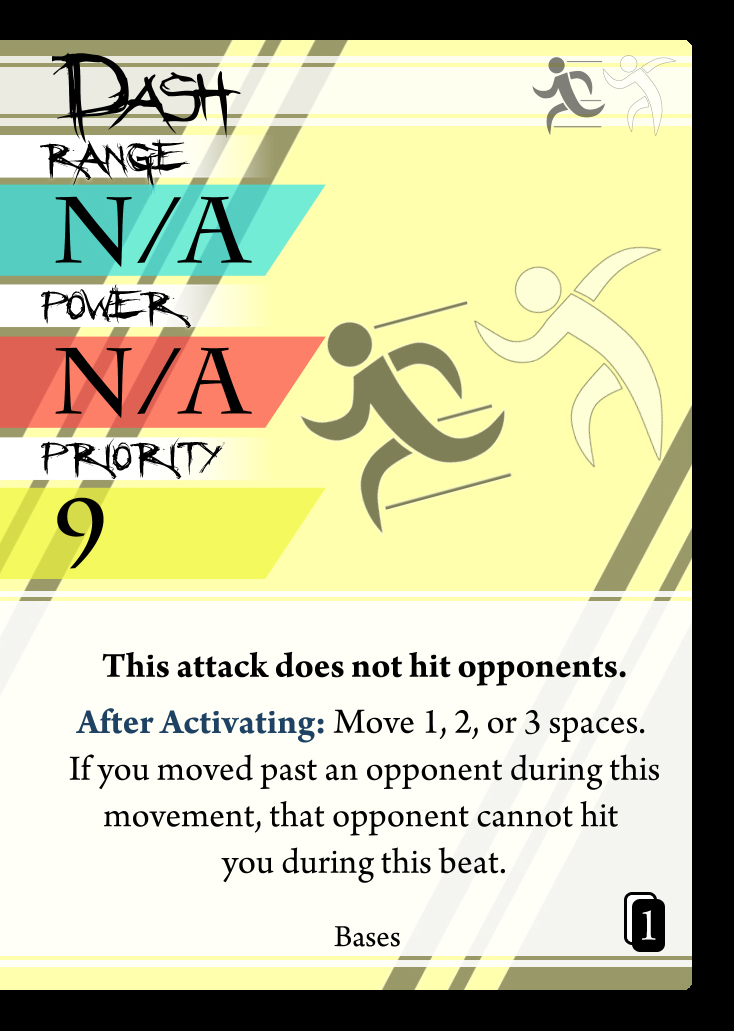 Dash
Range
N/A
Power
N/A
Priority
9
This attack does not hit opponents.
After Activating: Move 1, 2, or 3 spaces.
If you moved past an opponent during this
movement, that opponent cannot hit
you during this beat.
Bases
1